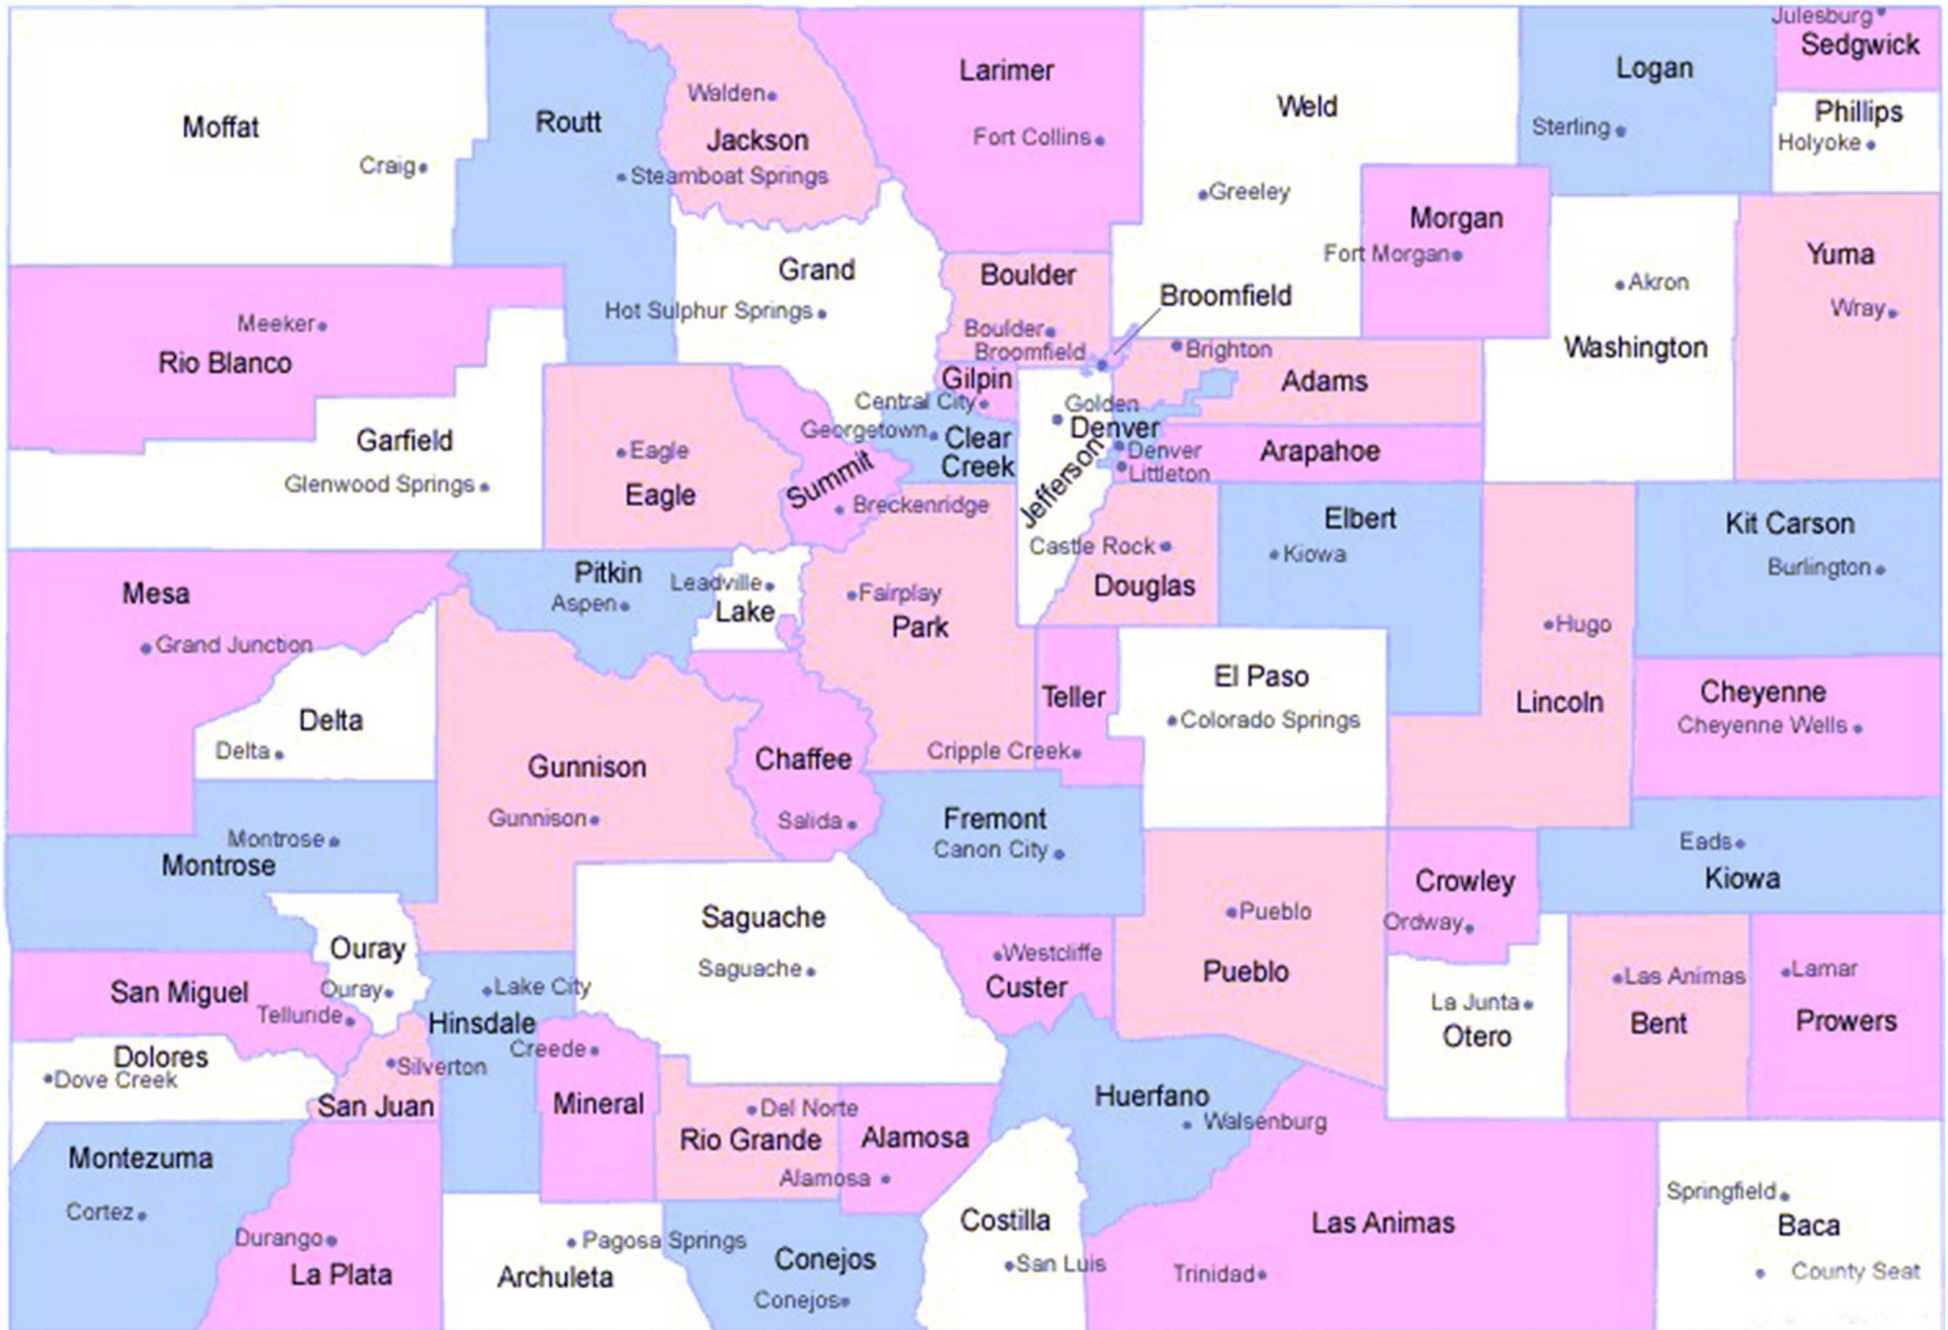 Julesburg
Sedgwick
Larimer
Logan
Walden
Moffat
Routt
Weld
Phillips
Jackson
Fort Collins
Sterling
Holyoke
Craig
Steamboat Springs
Greeley
Morgan
Fort Morgan
Yuma
Grand
Boulder
Akron
Broomfield
Hot Sulphur Springs
Wray
Meeker
Boulder
Washington
Rio Blanco
Broomfield
Brighton
Gilpin
Adams
Central City
Golden
Garfield
Georgetown
Clear
Creek
Denver
Eagle
Denver
Arapahoe
Jefferson
Summit
Littleton
Glenwood Springs
Eagle
Breckenridge
Elbert
Kit Carson
Castle Rock
Kiowa
Pitkin
Leadville
Burlington
Mesa
Aspen
Lake
Fairplay
Park
Douglas
Hugo
Grand Junction
El Paso
Teller
Lincoln
Cheyenne
Delta
Colorado Springs
Cheyenne Wells
Delta
Gunnison
Chaffee
Cripple Creek
Gunnison
Salida
Fremont
Montrose
Canon City
Eads
Montrose
Crowley
Kiowa
Saguache
Pueblo
Ordway
Ouray
Westcliffe
Saguache
Pueblo
Las Animas
Lamar
San Miguel
Ouray
Lake City
Custer
La Junta
Telluride
Hinsdale
Otero
Bent
Prowers
Dolores
Creede
Dove Creek
Silverton
San Juan
Mineral
Del Norte
Huerfano
Rio Grande
Alamosa
Walsenburg
Montezuma
Alamosa
Springfield
Cortez
Costilla
Las Animas
Baca
Durango
Pagosa Springs
La Plata
Archuleta
Conejos
San Luis
Trinidad
County Seat
Conejos